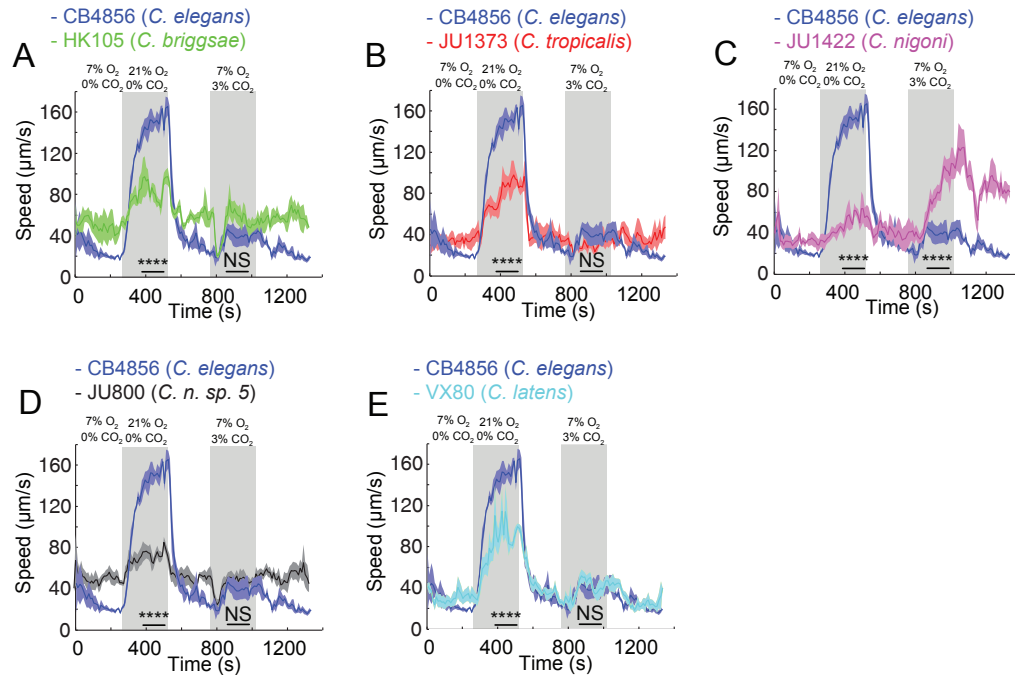 - CB4856 (C. elegans)
- HK105 (C. briggsae)
A
7% O₂ 21% O₂ 7% O₂
0% CO₂ 0% CO₂ 3% CO₂
160
120
80
40
0
Speed (µm/s)
**** NS
0 400 800 1200
Time (s)
- CB4856 (C. elegans)
- JU1373 (C. tropicalis)
B
7% O₂ 21% O₂ 7% O₂
0% CO₂ 0% CO₂ 3% CO₂
160
120
80
40
0
Speed (µm/s)
**** NS
0 400 800 1200
Time (s)
- CB4856 (C. elegans)
- JU1422 (C. nigoni)
C
7% O₂ 21% O₂ 7% O₂
0% CO₂ 0% CO₂ 3% CO₂
160
120
80
40
0
Speed (µm/s)
**** ****
0 400 800 1200
Time (s)
- CB4856 (C. elegans)
- JU800 (C. n. sp. 5)
D
7% O₂ 21% O₂ 7% O₂
0% CO₂ 0% CO₂ 3% CO₂
160
120
80
40
0
Speed (µm/s)
**** NS
0 400 800 1200
Time (s)
- CB4856 (C. elegans)
- VX80 (C. latens)
E
7% O₂ 21% O₂ 7% O₂
0% CO₂ 0% CO₂ 3% CO₂
160
120
80
40
0
Speed (µm/s)
**** NS
0 400 800 1200
Time (s)